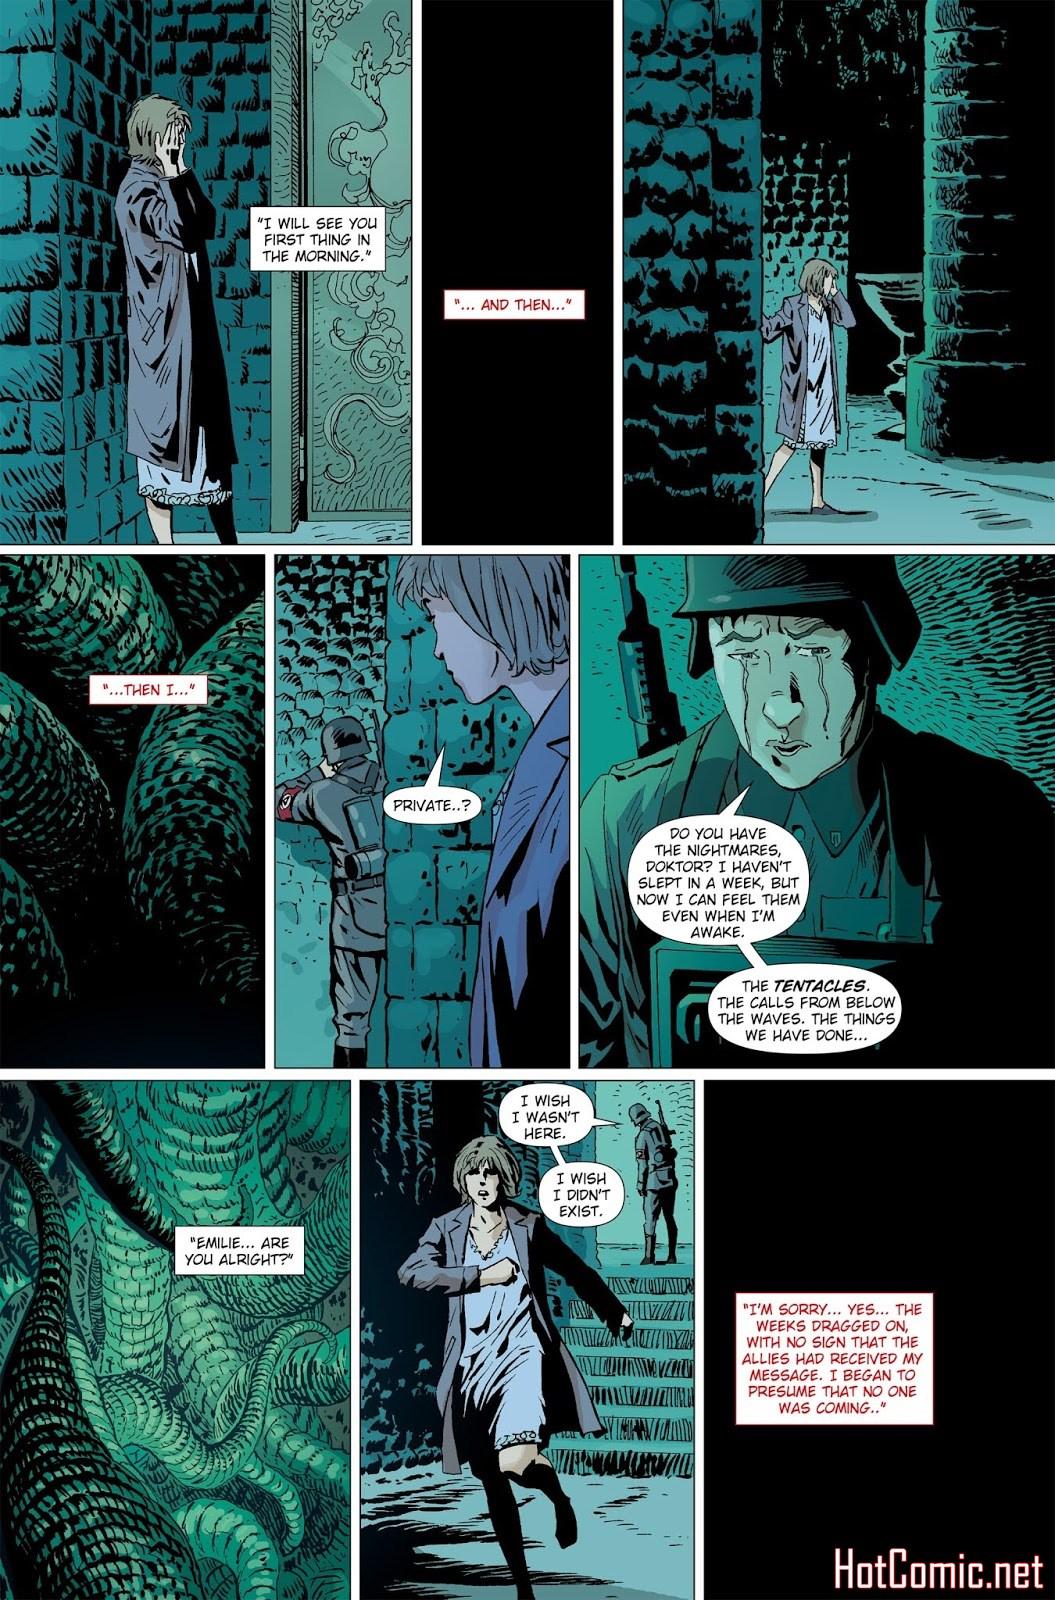 "I WILL SEE YOU
FIRST THING IN
THE MORNING."
"... AND THEN..."
"...THEN I..."
PRIVATE..?
DO YOU HAVE
THE NIGHTMARES,
DOKTOR? I HAVEN'T
SLEPT IN A WEEK, BUT
NOW I CAN FEEL THEM
EVEN WHEN I'M
AWAKE.
THE TENTACLES.
THE CALLS FROM BELOW
THE WAVES. THE THINGS
WE HAVE DONE...
"EMILIE... ARE
YOU ALRIGHT?"
I WISH
I WASN'T
HERE.
I WISH
I DIDN'T
EXIST.
"I'M SORRY... YES... THE
WEEKS DRAGGED ON,
WITH NO SIGN THAT THE
ALLIES HAD RECEIVED MY
MESSAGE. I BEGAN TO
PRESUME THAT NO ONE
WAS COMING.."
HotComic.net